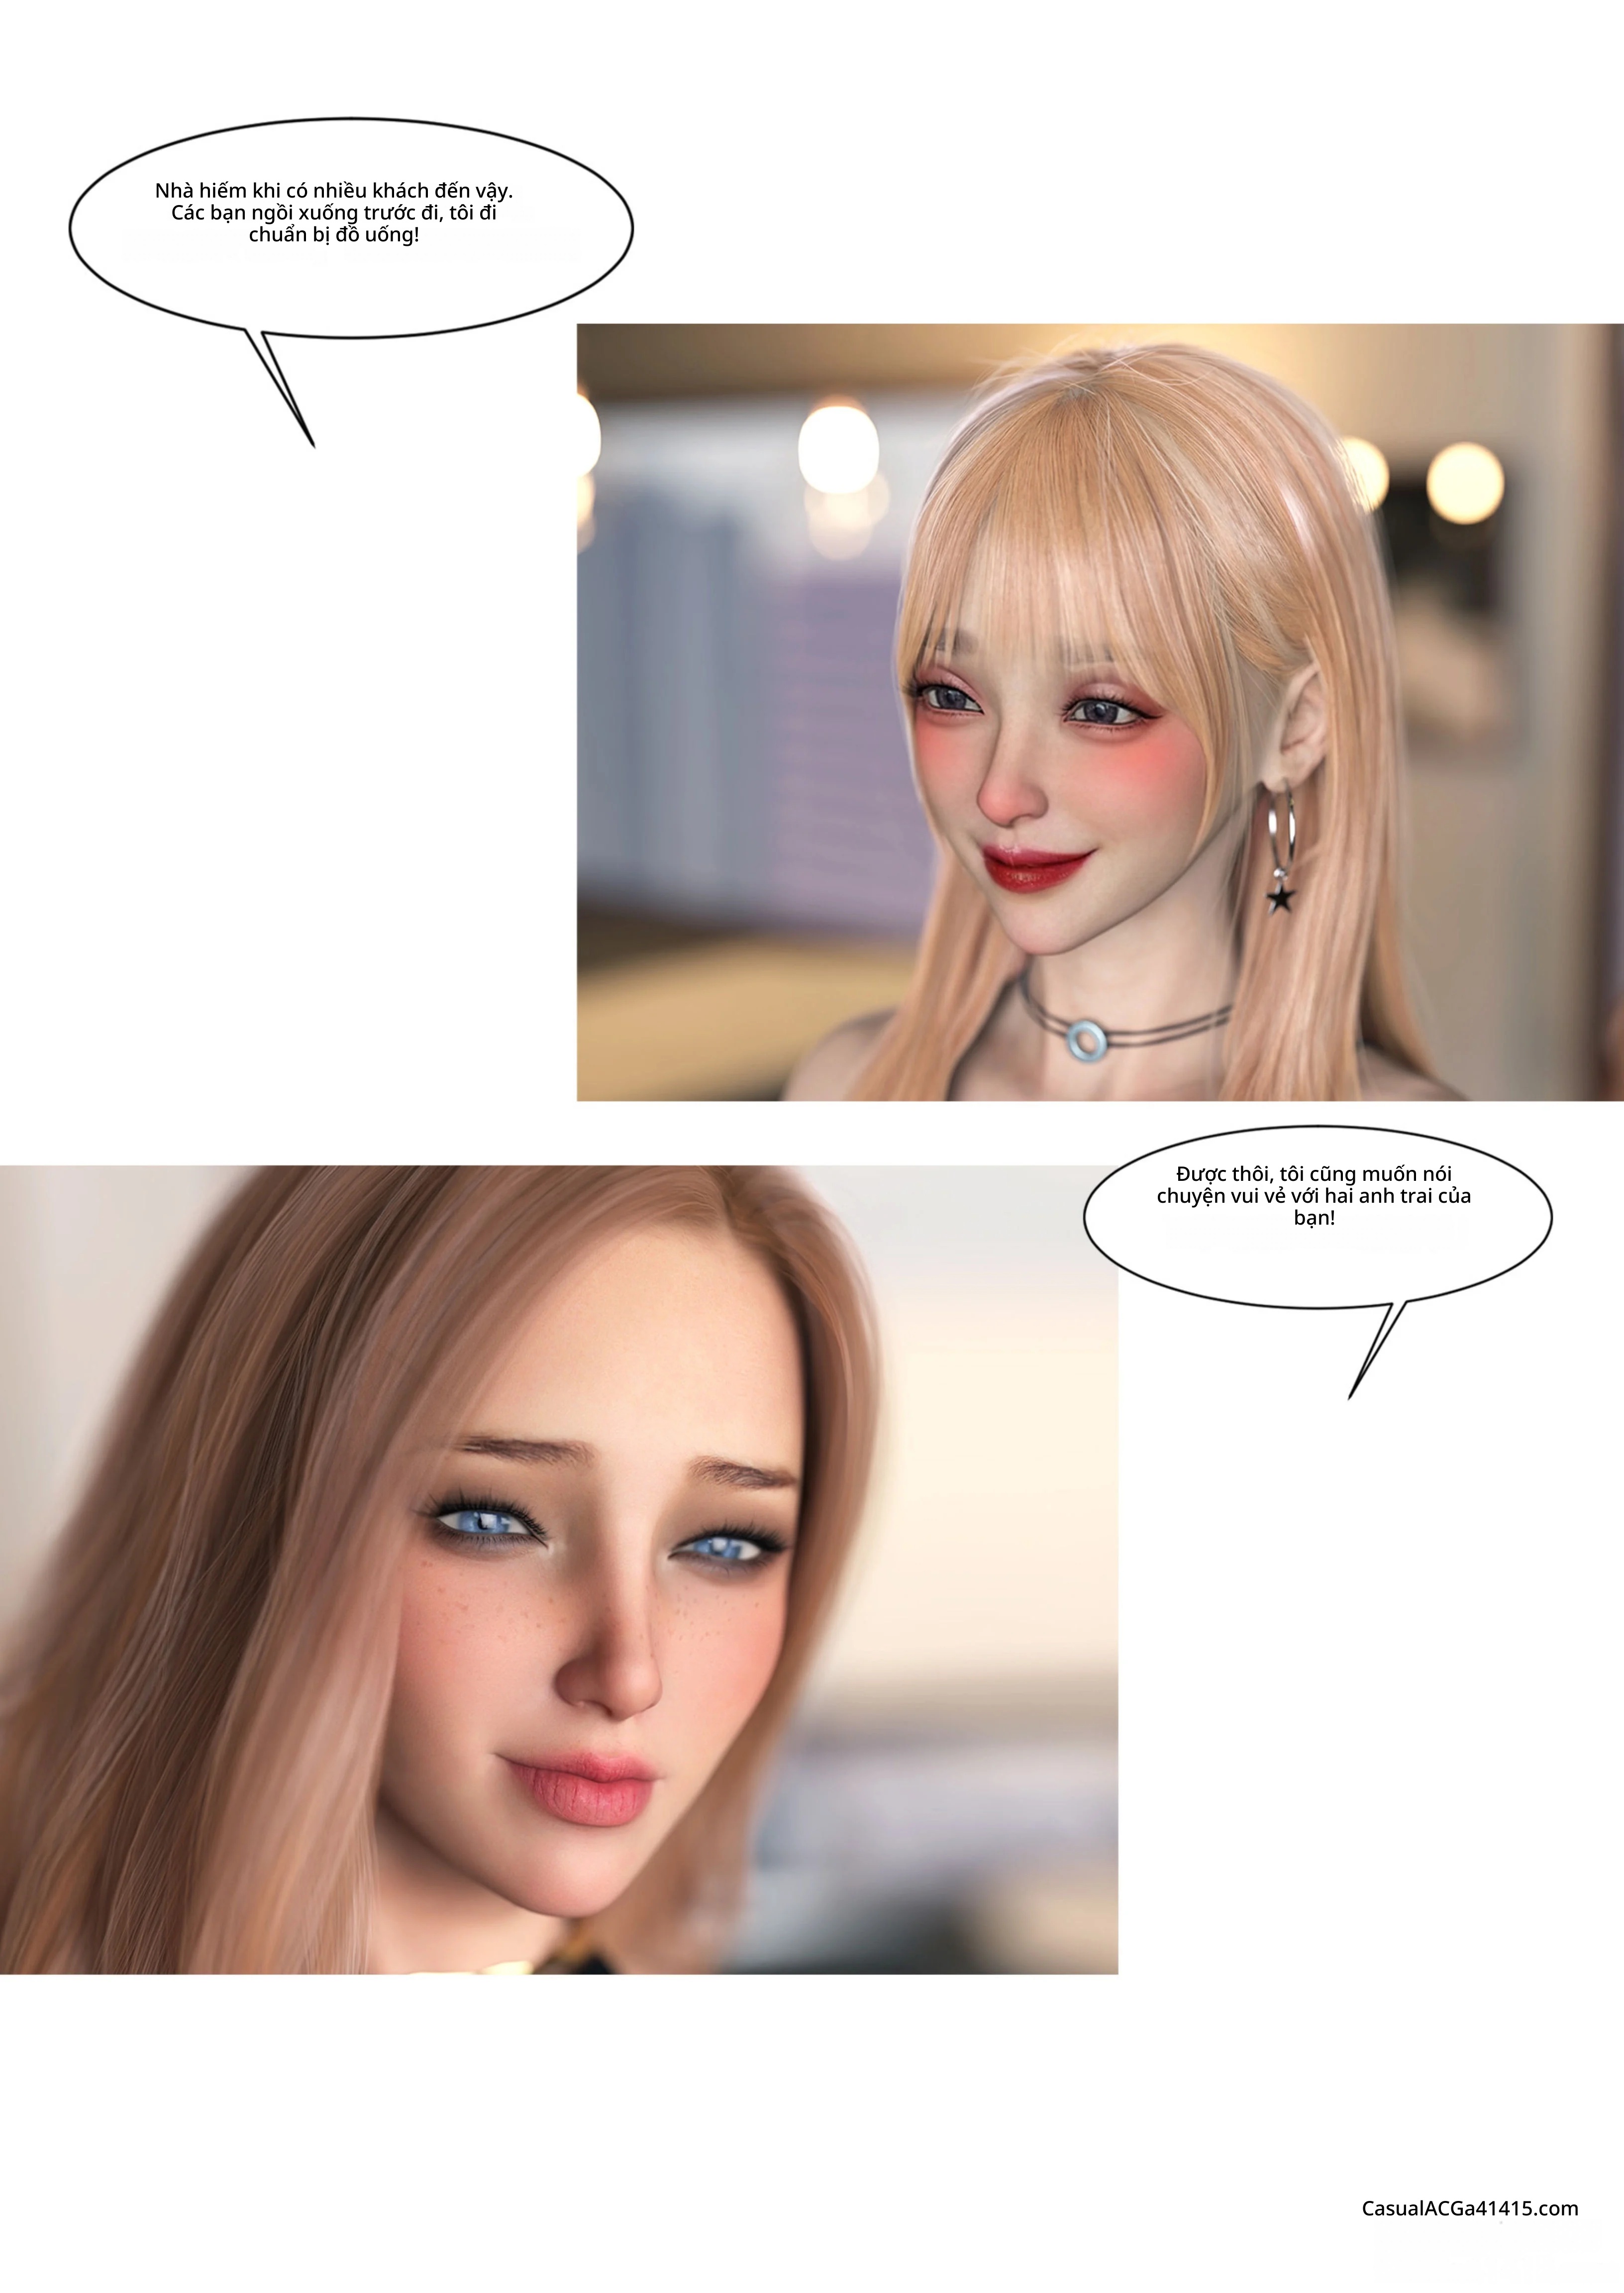 Nhà hiếm khi có nhiều khách đến vậy.
Các bạn ngồi xuống trước đi, tôi đi
chuẩn bị đồ uống!
Được thôi, tôi cũng muốn nói
chuyện vui vẻ với hai anh trai của
bạn!
CasualACGa41415.com